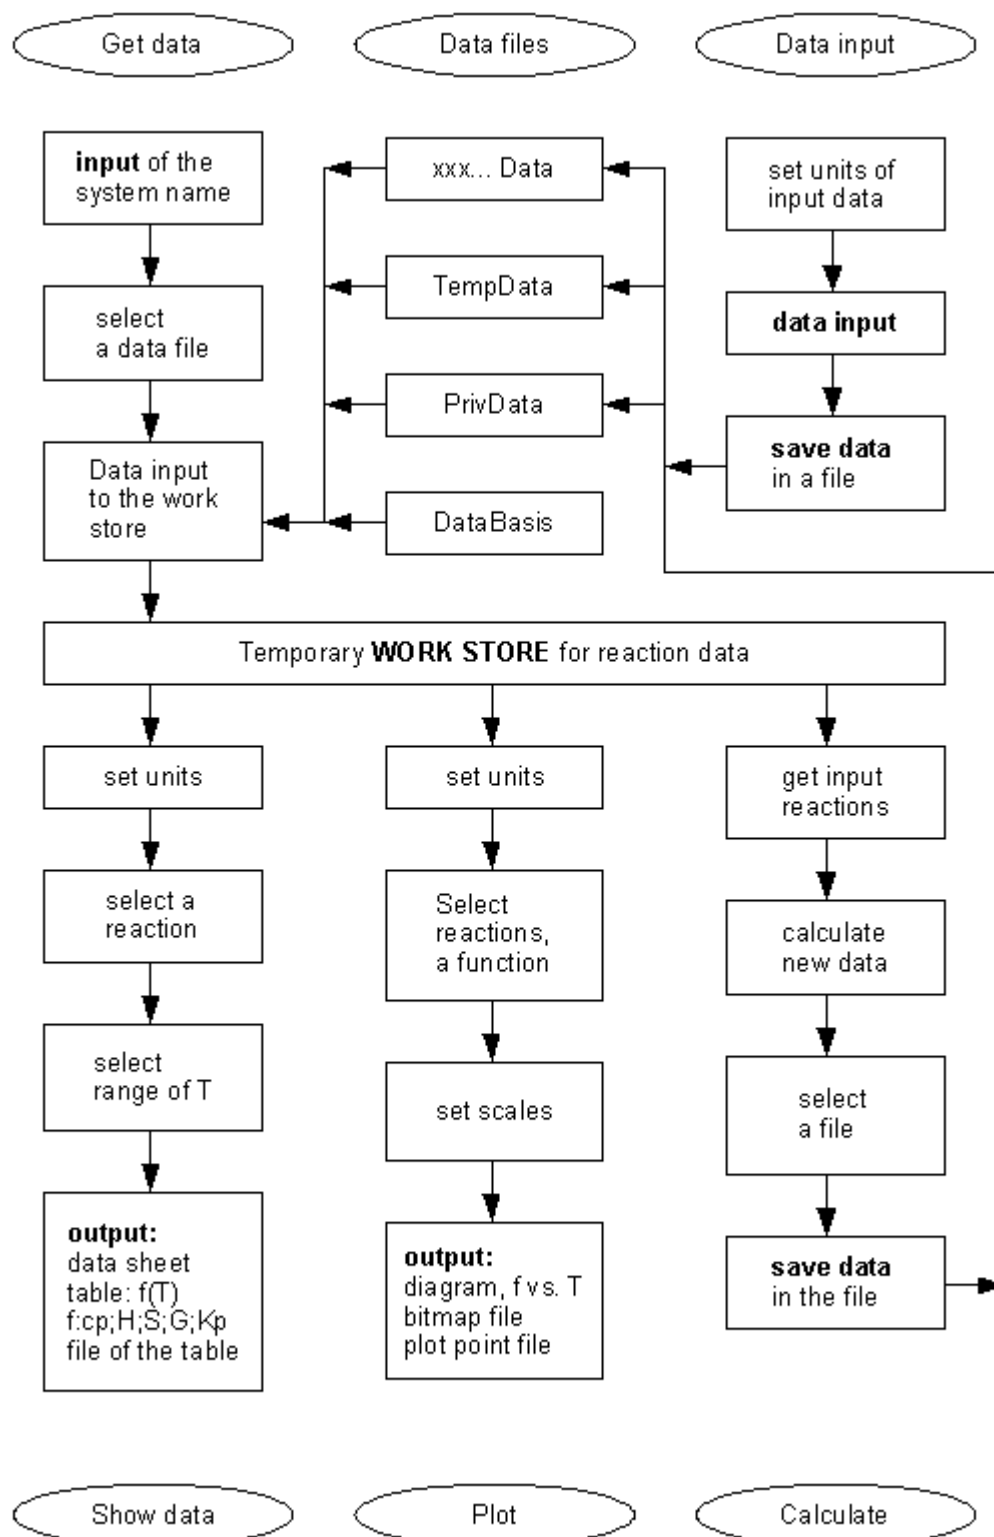 Get data
Data files
Data input
input of the
system name
select
a data file
Data input
to the work
store
xxx... Data
TempData
PrivData
DataBasis
set units of
input data
data input
save data
in a file
Temporary WORK STORE for reaction data
set units
select a
reaction
select
range of T
output:
data sheet
table: f(T)
f:cp;H;S;G;Kp
file of the table
set units
Select
reactions,
a function
set scales
output:
diagram, f vs. T
bitmap file
plot point file
get input
reactions
calculate
new data
select
a file
save data
in the file
Show data
Plot
Calculate